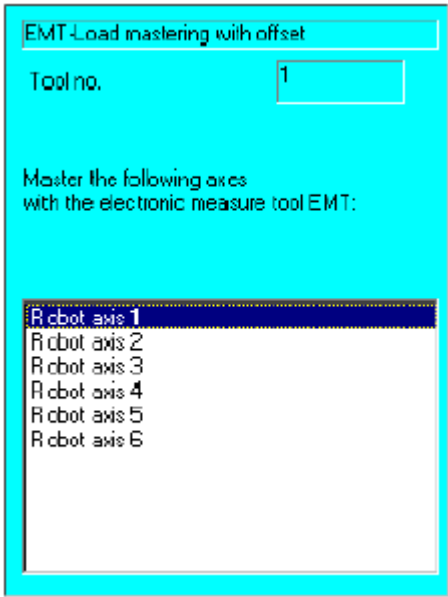 EMT-Load mastering with offset
Tool no.
1
Master the following axes
with the electronic measure tool EMT:
Robot axis 1
Robot axis 2
Robot axis 3
Robot axis 4
Robot axis 5
Robot axis 6